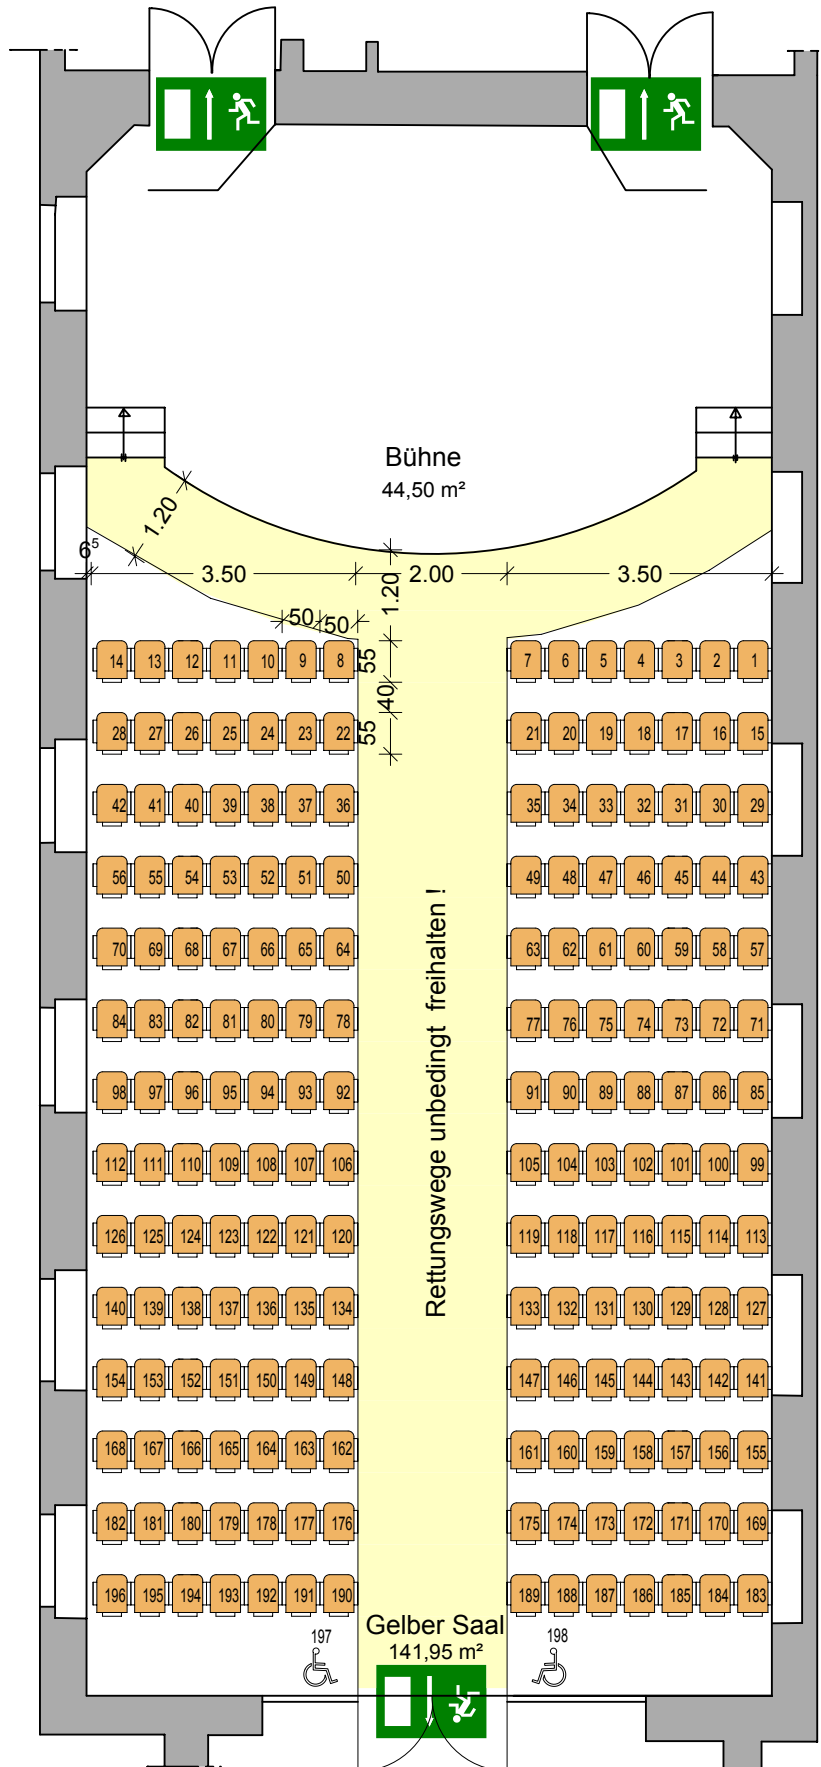 Bühne
44,50 m²
1.20
6⁵
3.50
2.00
3.50
1.20
50
50
55
40
55
14 13 12 11 10 9 8 7 6 5 4 3 2 1
28 27 26 25 24 23 22 21 20 19 18 17 16 15
42 41 40 39 38 37 36 35 34 33 32 31 30 29
56 55 54 53 52 51 50 49 48 47 46 45 44 43
70 69 68 67 66 65 64 63 62 61 60 59 58 57
84 83 82 81 80 79 78 77 76 75 74 73 72 71
98 97 96 95 94 93 92 91 90 89 88 87 86 85
112 111 110 109 108 107 106 105 104 103 102 101 100 99
126 125 124 123 122 121 120 119 118 117 116 115 114 113
140 139 138 137 136 135 134 133 132 131 130 129 128 127
154 153 152 151 150 149 148 147 146 145 144 143 142 141
168 167 166 165 164 163 162 161 160 159 158 157 156 155
182 181 180 179 178 177 176 175 174 173 172 171 170 169
196 195 194 193 192 191 190 189 188 187 186 185 184 183
Rettungswege unbedingt freihalten !
Gelber Saal
141,95 m²
197
198